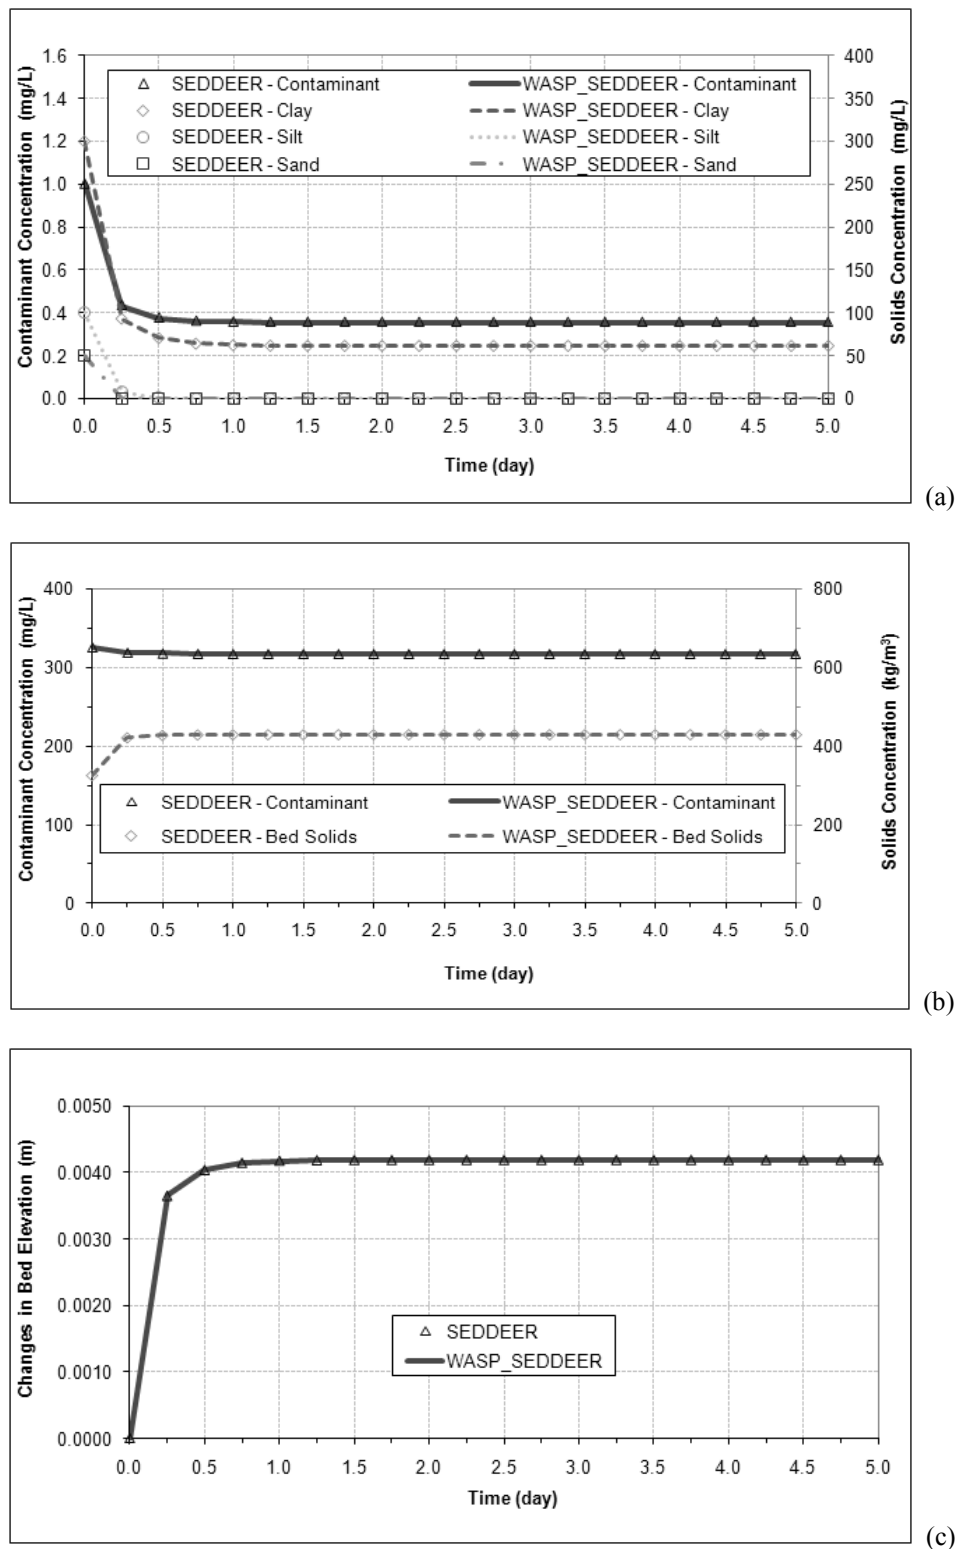 1.6 400
1.4 350
1.2 300
1.0 250
0.8 200
0.6 150
0.4 100
0.2 50
0.0 0
Contaminant Concentration (mg/L)
Solids Concentration (mg/L)
SEDDEER - Contaminant WASP_SEDDEER - Contaminant
SEDDEER - Clay WASP_SEDDEER - Clay
SEDDEER - Silt WASP_SEDDEER - Silt
SEDDEER - Sand WASP_SEDDEER - Sand
0.0 0.5 1.0 1.5 2.0 2.5 3.0 3.5 4.0 4.5 5.0
Time (day)
(a)
400 800
300 600
200 400
100 200
0 0
Contaminant Concentration (mg/L)
Solids Concentration (kg/m³)
SEDDEER - Contaminant WASP_SEDDEER - Contaminant
SEDDEER - Bed Solids WASP_SEDDEER - Bed Solids
0.0 0.5 1.0 1.5 2.0 2.5 3.0 3.5 4.0 4.5 5.0
Time (day)
(b)
0.0050
0.0040
0.0030
0.0020
0.0010
0.0000
Changes in Bed Elevation (m)
SEDDEER
WASP_SEDDEER
0.0 0.5 1.0 1.5 2.0 2.5 3.0 3.5 4.0 4.5 5.0
Time (day)
(c)